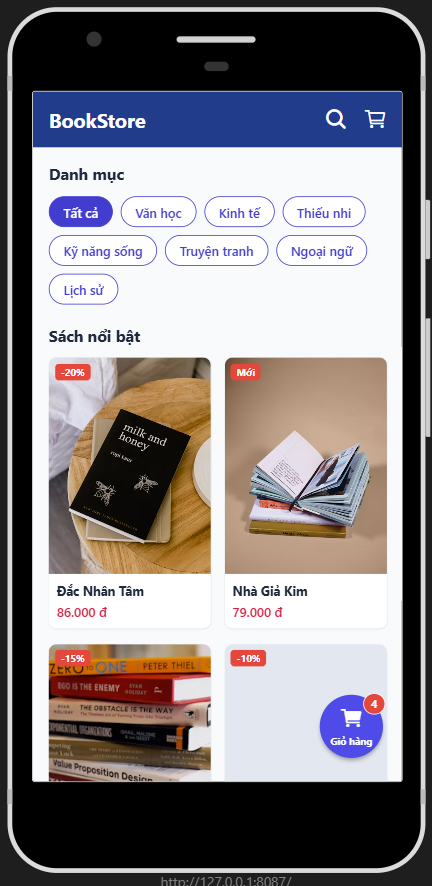 BookStore
Danh mục
Tất cả
Văn học
Kinh tế
Thiếu nhi
Kỹ năng sống
Truyện tranh
Ngoại ngữ
Lịch sử
Sách nổi bật
-20%
milk and
honey
rupi kaur
Mới
Đắc Nhân Tâm
86.000 đ
Nhà Giả Kim
79.000 đ
-15%
ZERO TO ONE PETER THIEL
EGO IS THE ENEMY RYAN HOLIDAY
THE OBSTACLE IS THE WAY
EXPONENTIAL ORGANIZATIONS
Value Proposition Design
-10%
4
Giỏ hàng
http://127.0.0.1:8087/